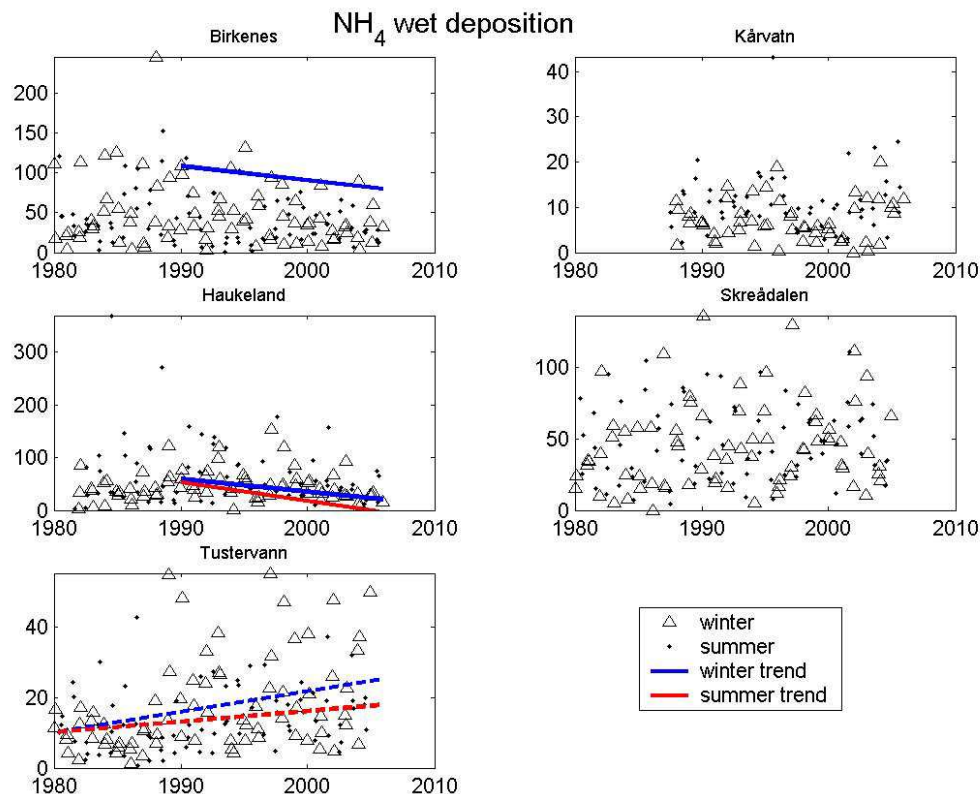 NH4 wet deposition
Birkenes
200
150
100
50
0
1980 1990 2000 2010
Kårvatn
40
30
20
10
0
1980 1990 2000 2010
Haukeland
300
200
100
0
1980 1990 2000 2010
Skreådalen
100
50
0
1980 1990 2000 2010
Tustervann
40
20
0
1980 1990 2000 2010
winter
summer
winter trend
summer trend